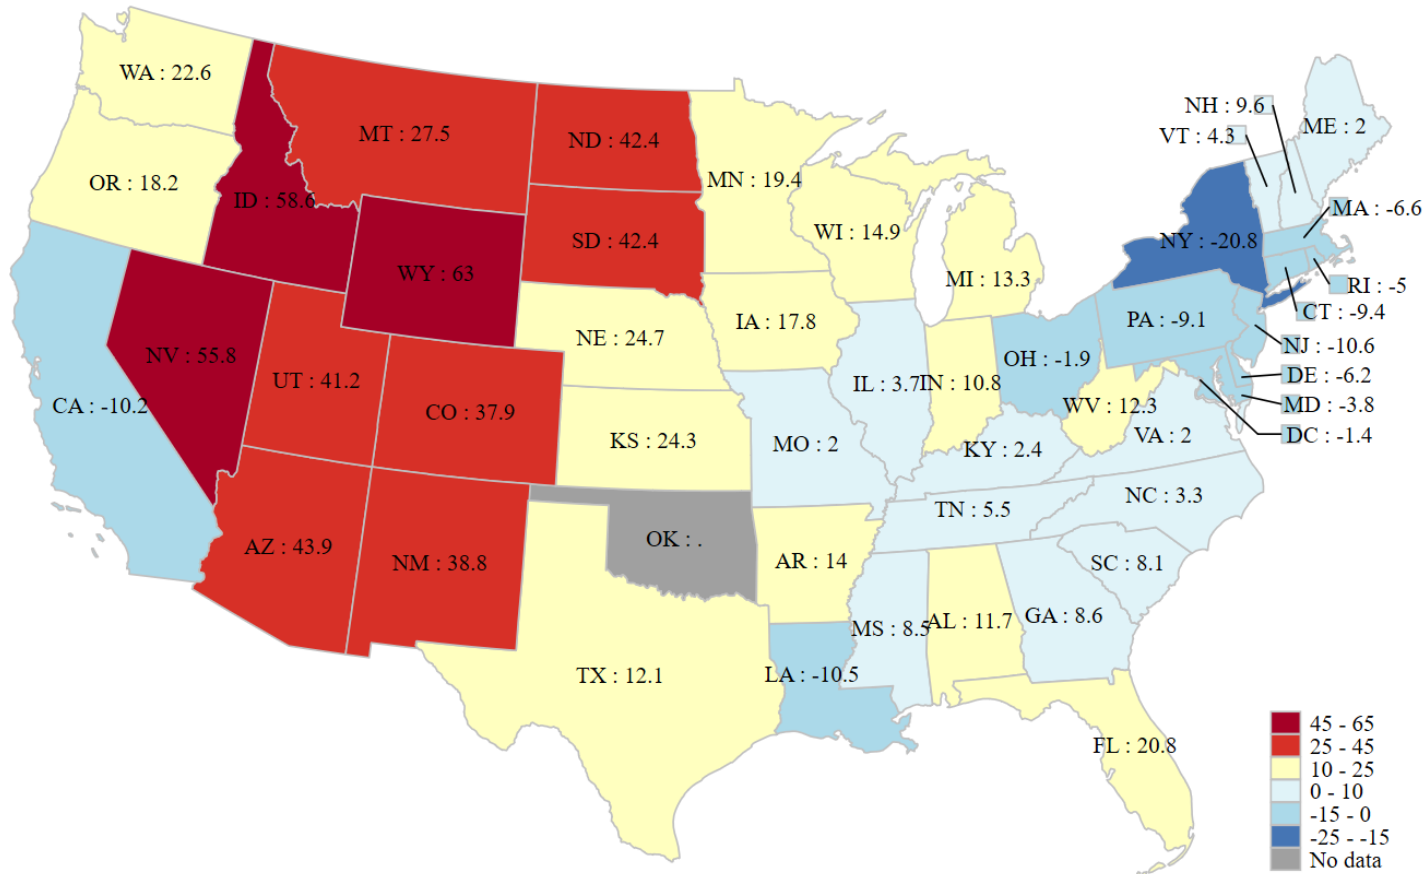 WA : 22.6
NH : 9.6
ME : 2
MT : 27.5
ND : 42.4
VT : 4.3
OR : 18.2
ID : 58.6
MN : 19.4
MA : -6.6
SD : 42.4
WI : 14.9
NY : -20.8
WY : 63
MI : 13.3
RI : -5
CT : -9.4
IA : 17.8
PA : -9.1
NE : 24.7
NJ : -10.6
NV : 55.8
OH : -1.9
UT : 41.2
IL : 3.7
IN : 10.8
DE : -6.2
CA : -10.2
CO : 37.9
WV : 12.3
MD : -3.8
KS : 24.3
MO : 2
KY : 2.4
VA : 2
DC : -1.4
NC : 3.3
TN : 5.5
AZ : 43.9
OK : .
NM : 38.8
AR : 14
SC : 8.1
MS : 8.5
AL : 11.7
GA : 8.6
TX : 12.1
LA : -10.5
FL : 20.8
45 - 65
25 - 45
10 - 25
0 - 10
-15 - 0
-25 - -15
No data